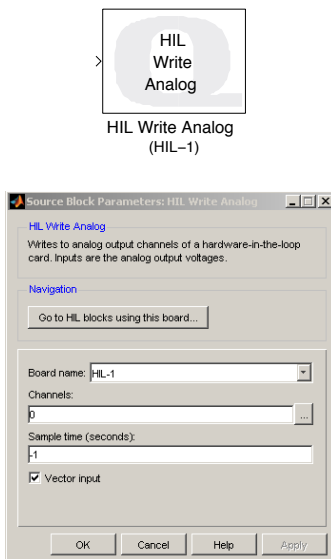 HIL
Write
Analog
HIL Write Analog
(HIL-1)
Source Block Parameters: HIL Write Analog
HIL Write Analog
Writes to analog output channels of a hardware-in-the-loop
card. Inputs are the analog output voltages.
Navigation
Go to HIL blocks using this board...
Board name: HIL-1
Channels:
0
...
Sample time (seconds):
-1
Vector input
OK Cancel Help Apply